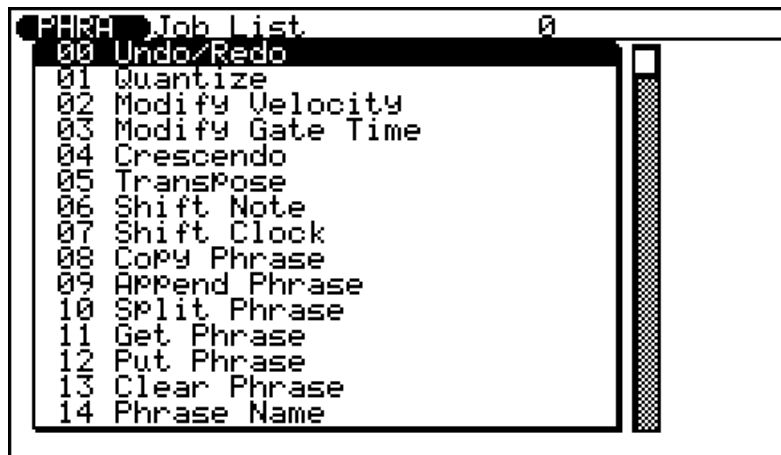 PHRA Job List 0
00 Undo/Redo
01 Quantize
02 Modify Velocity
03 Modify Gate Time
04 Crescendo
05 Transpose
06 Shift Note
07 Shift Clock
08 Copy Phrase
09 Append Phrase
10 Split Phrase
11 Get Phrase
12 Put Phrase
13 Clear Phrase
14 Phrase Name